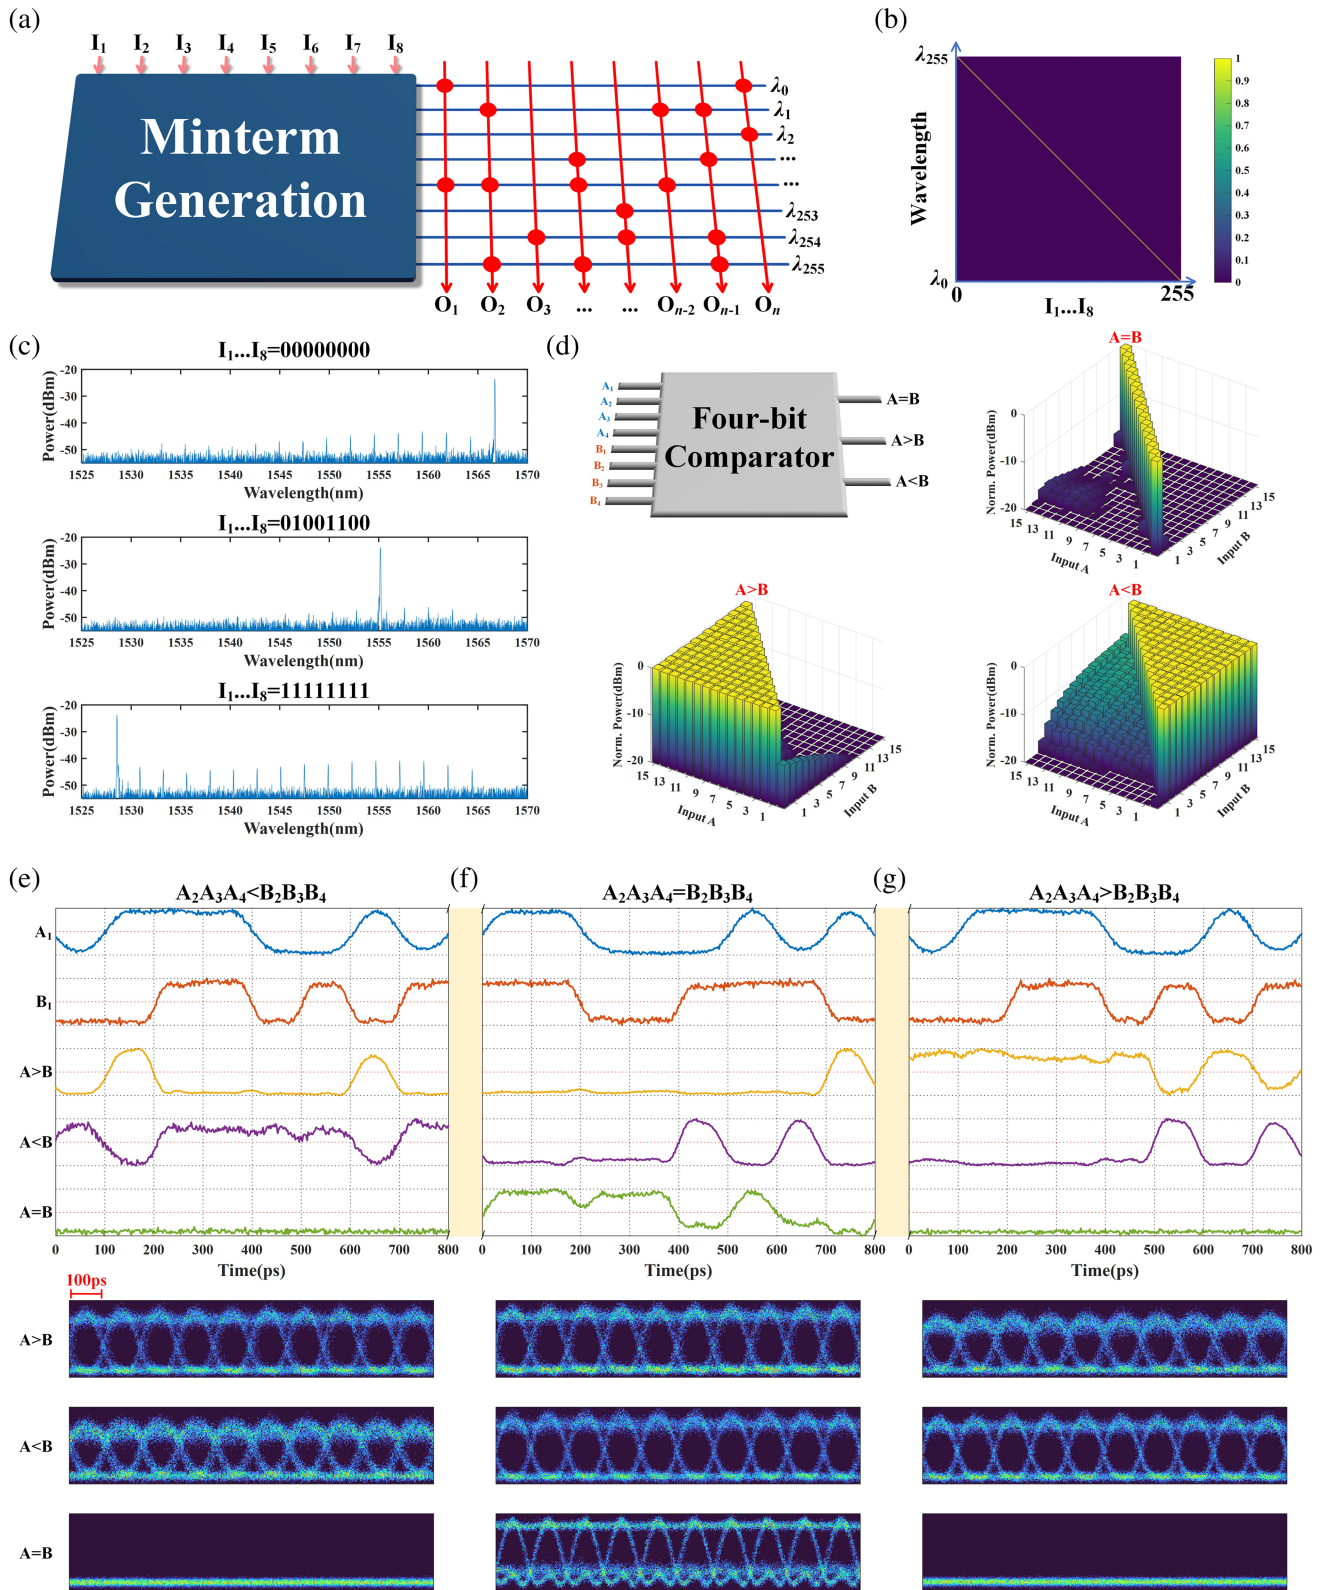 (a)
I1 I2 I3 I4 I5 I6 I7 I8
Minterm
Generation
λ0
λ1
λ2
...
...
λ253
λ254
λ255
O1 O2 O3 ... ... On-2 On-1 On
(b)
λ255
Wavelength
λ0
0 255
I1...I8
1
0.9
0.8
0.7
0.6
0.5
0.4
0.3
0.2
0.1
0
(c)
I1...I8=00000000
Power(dBm)
-20
-30
-40
-50
1525 1530 1535 1540 1545 1550 1555 1560 1565 1570
Wavelength(nm)
I1...I8=01001100
Power(dBm)
-20
-30
-40
-50
1525 1530 1535 1540 1545 1550 1555 1560 1565 1570
Wavelength(nm)
I1...I8=11111111
Power(dBm)
-20
-30
-40
-50
1525 1530 1535 1540 1545 1550 1555 1560 1565 1570
Wavelength(nm)
(d)
A1
A2
A3
A4
B1
B2
B3
B4
Four-bit
Comparator
A=B
A>B
A<B
A=B
Norm. Power(dBm)
0
-10
-20
15 13 11 9 7 5 3 1
Input A
1 3 5 7 9 11 13 15
Input B
A>B
Norm. Power(dBm)
0
-10
-20
15 13 11 9 7 5 3 1
Input A
1 3 5 7 9 11 13 15
Input B
A<B
Norm. Power(dBm)
0
-10
-20
15 13 11 9 7 5 3 1
Input A
1 3 5 7 9 11 13 15
Input B
(e)
A2A3A4<B2B3B4
(f)
A2A3A4=B2B3B4
(g)
A2A3A4>B2B3B4
A1
B1
A>B
A<B
A=B
0 100 200 300 400 500 600 700 800
Time(ps)
0 100 200 300 400 500 600 700 800
Time(ps)
0 100 200 300 400 500 600 700 800
Time(ps)
100ps
A>B
A<B
A=B